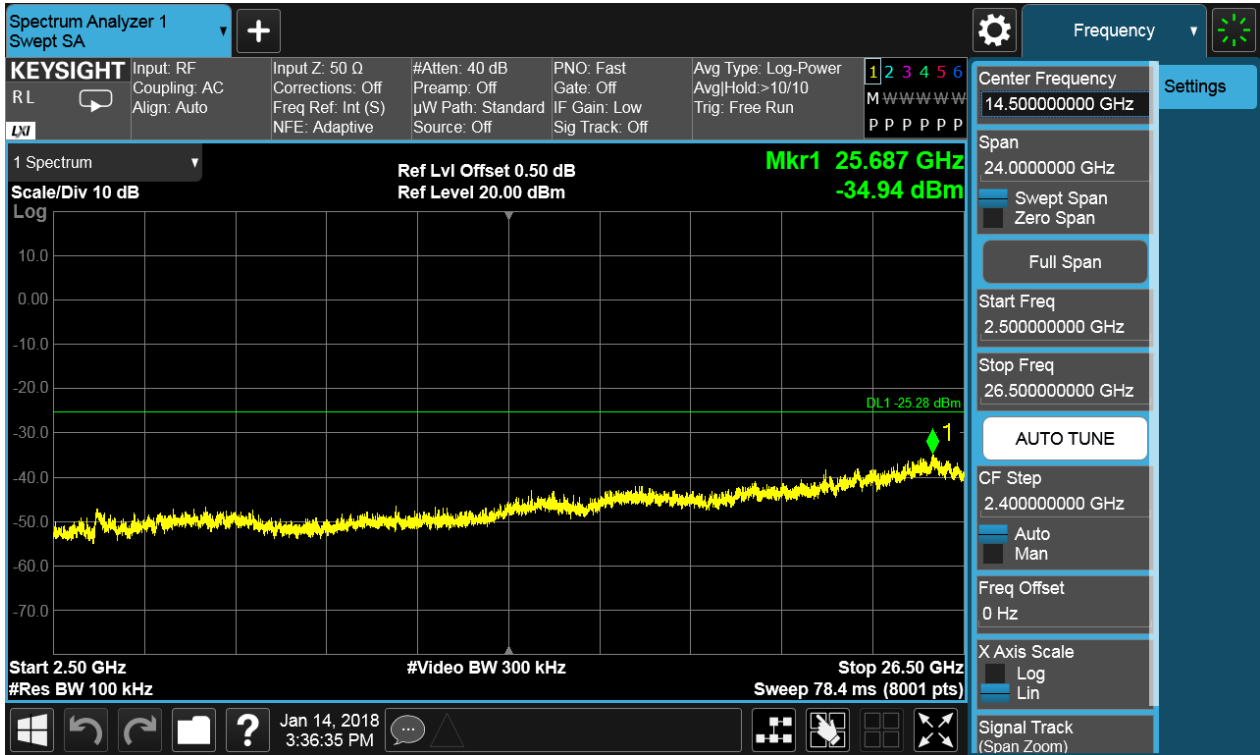 Spectrum Analyzer 1
Swept SA
+
Frequency
KEYSIGHT
RL
LXI
Input: RF
Coupling: AC
Align: Auto
Input Z: 50 Ω
Corrections: Off
Freq Ref: Int (S)
NFE: Adaptive
#Atten: 40 dB
Preamp: Off
µW Path: Standard
Source: Off
PNO: Fast
Gate: Off
IF Gain: Low
Sig Track: Off
Avg Type: Log-Power
Avg|Hold:>10/10
Trig: Free Run
1 2 3 4 5 6
M W W W W W
P P P P P P
1 Spectrum
Scale/Div 10 dB
Log
Ref Lvl Offset 0.50 dB
Ref Level 20.00 dBm
Mkr1 25.687 GHz
-34.94 dBm
10.0
0.00
-10.0
-20.0
-30.0
-40.0
-50.0
-60.0
-70.0
DL1 -25.28 dBm
1
Start 2.50 GHz
#Res BW 100 kHz
#Video BW 300 kHz
Stop 26.50 GHz
Sweep 78.4 ms (8001 pts)
Center Frequency
14.500000000 GHz
Span
24.0000000 GHz
Swept Span
Zero Span
Full Span
Start Freq
2.500000000 GHz
Stop Freq
26.500000000 GHz
AUTO TUNE
CF Step
2.400000000 GHz
Auto
Man
Freq Offset
0 Hz
X Axis Scale
Log
Lin
Signal Track
(Span Zoom)
Settings
?
Jan 14, 2018
3:36:35 PM